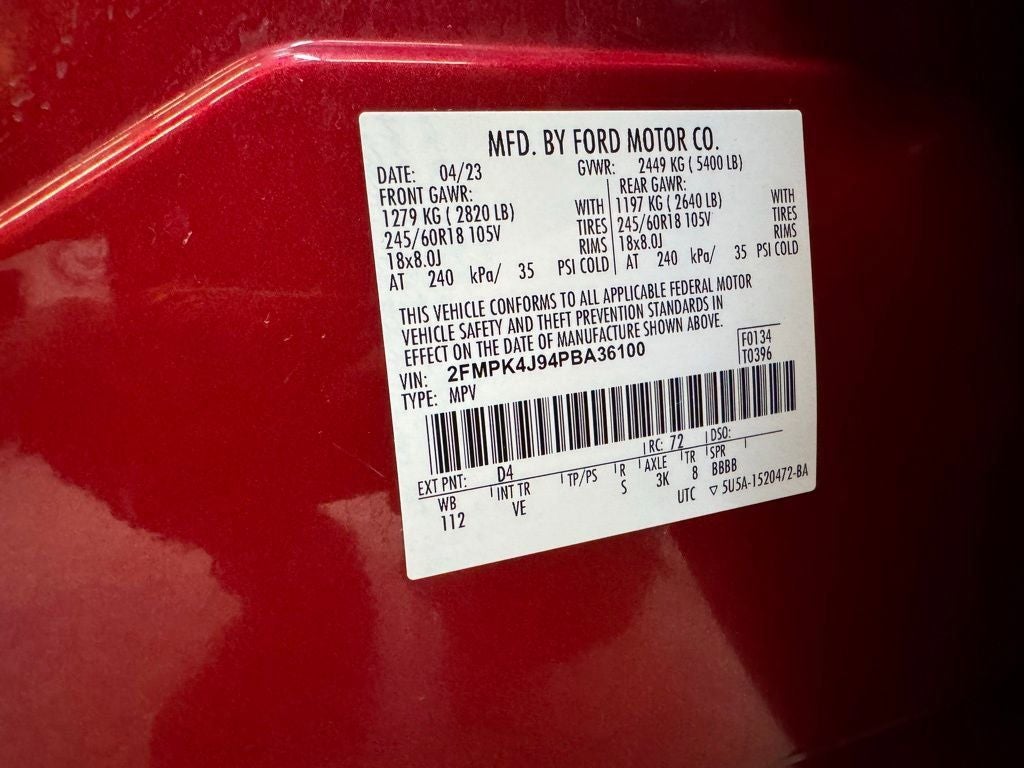 MFD. BY FORD MOTOR CO.
DATE: 04/23 GVWR: 2449 KG ( 5400 LB)
FRONT GAWR: REAR GAWR:
1279 KG ( 2820 LB) WITH 1197 KG ( 2640 LB) WITH
245/60R18 105V TIRES 245/60R18 105V TIRES
18x8.0J RIMS 18x8.0J RIMS
AT 240 kPa/ 35 PSI COLD AT 240 kPa/ 35 PSI COLD
THIS VEHICLE CONFORMS TO ALL APPLICABLE FEDERAL MOTOR
VEHICLE SAFETY AND THEFT PREVENTION STANDARDS IN
EFFECT ON THE DATE OF MANUFACTURE SHOWN ABOVE.
VIN: 2FMPK4J94PBA36100 F0134
TYPE: MPV T0396
EXT PNT: D4 RC: 72 DSO:
WB INT TR TP/PS R AXLE TR SPR
112 VE S 3K 8 BBBB
UTC ▽ 5U5A-1520472-BA